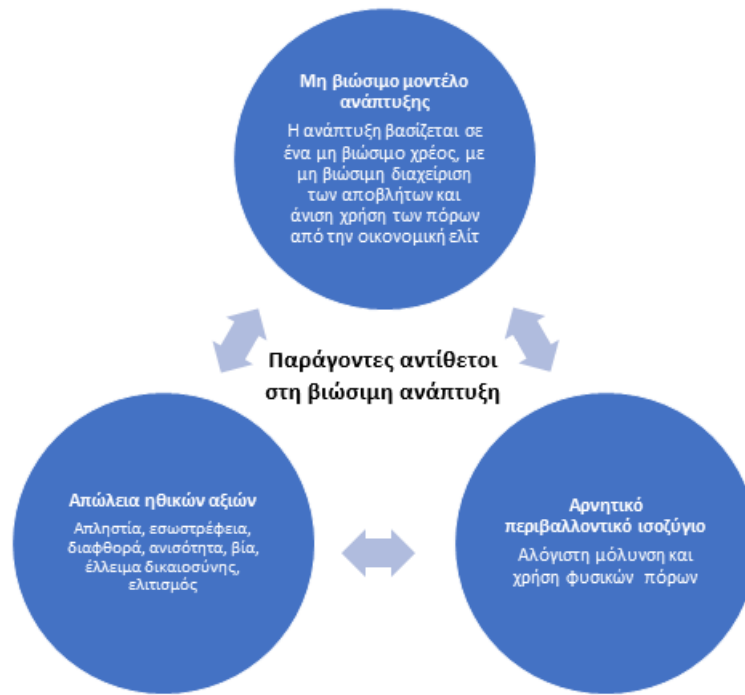 Μη βιώσιμο μοντέλο
ανάπτυξης
Η ανάπτυξη βασίζεται σε
ένα μη βιώσιμο χρέος, με
μη βιώσιμη διαχείριση
των αποβλήτων και
άνιση χρήση των πόρων
από την οικονομική ελίτ
Παράγοντες αντίθετοι
στη βιώσιμη ανάπτυξη
Απώλεια ηθικών αξιών
Απληστία, εσωστρέφεια,
διαφθορά, ανισότητα, βία,
έλλειμα δικαιοσύνης,
ελιτισμός
Αρνητικό
περιβαλλοντικό ισοζύγιο
Αλόγιστη μόλυνση και
χρήση φυσικών πόρων